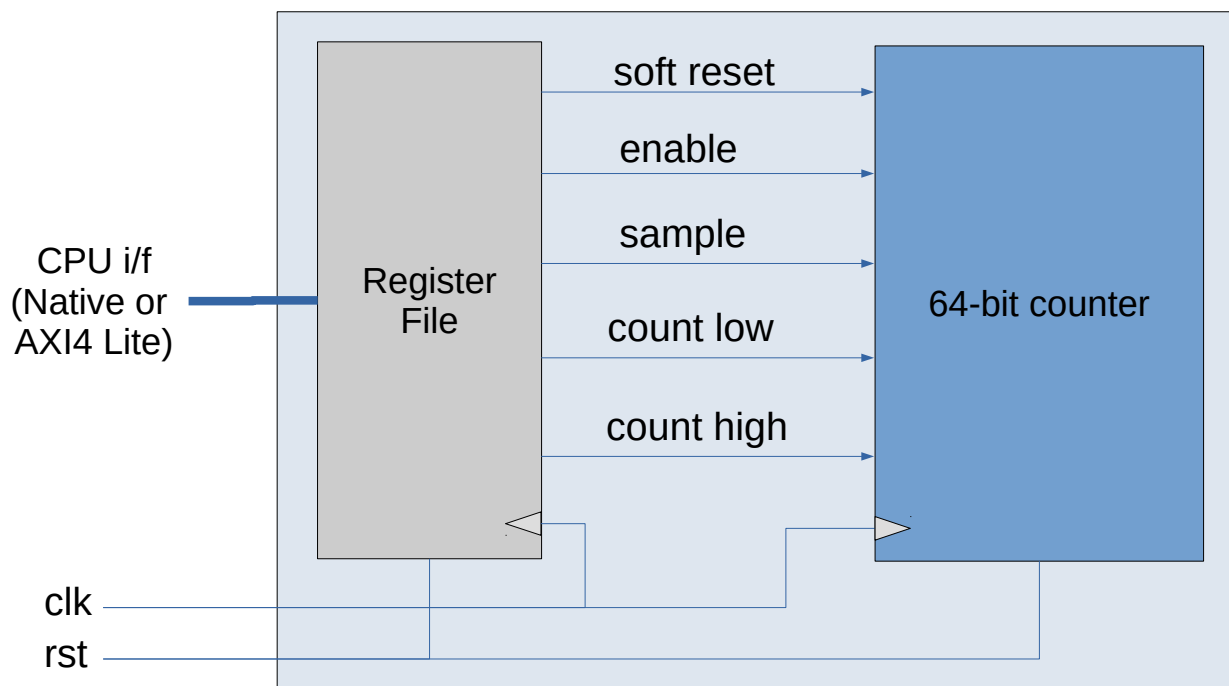 soft reset
enable
sample
count low
count high
CPU i/f
(Native or
AXI4 Lite)
Register
File
64-bit counter
clk
rst